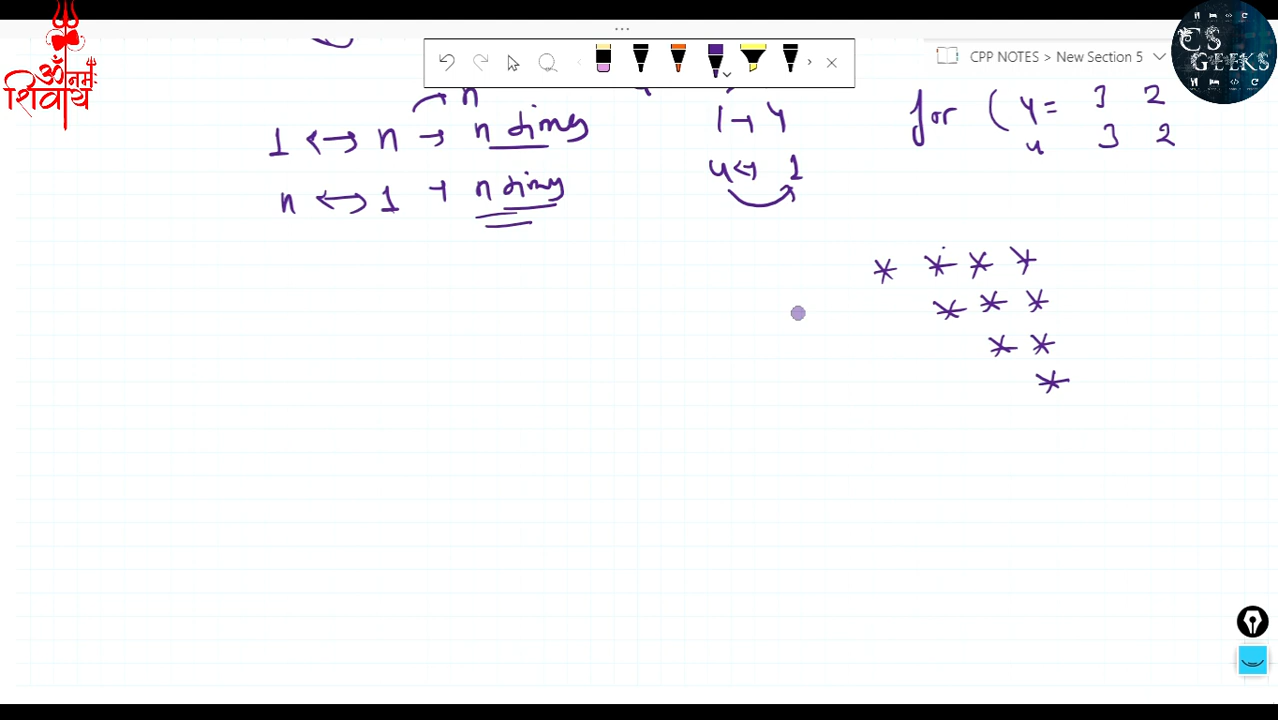 ॐ नमः
शिवाय
CS
GEEKS
CPP NOTES > New Section 5
n
1 ↔ n → n times
n ↔ 1 → n times
1 → 4
4 ↔ 1
for ( 4 = 3 2
4 3 2
* * * *
* * *
* *
*